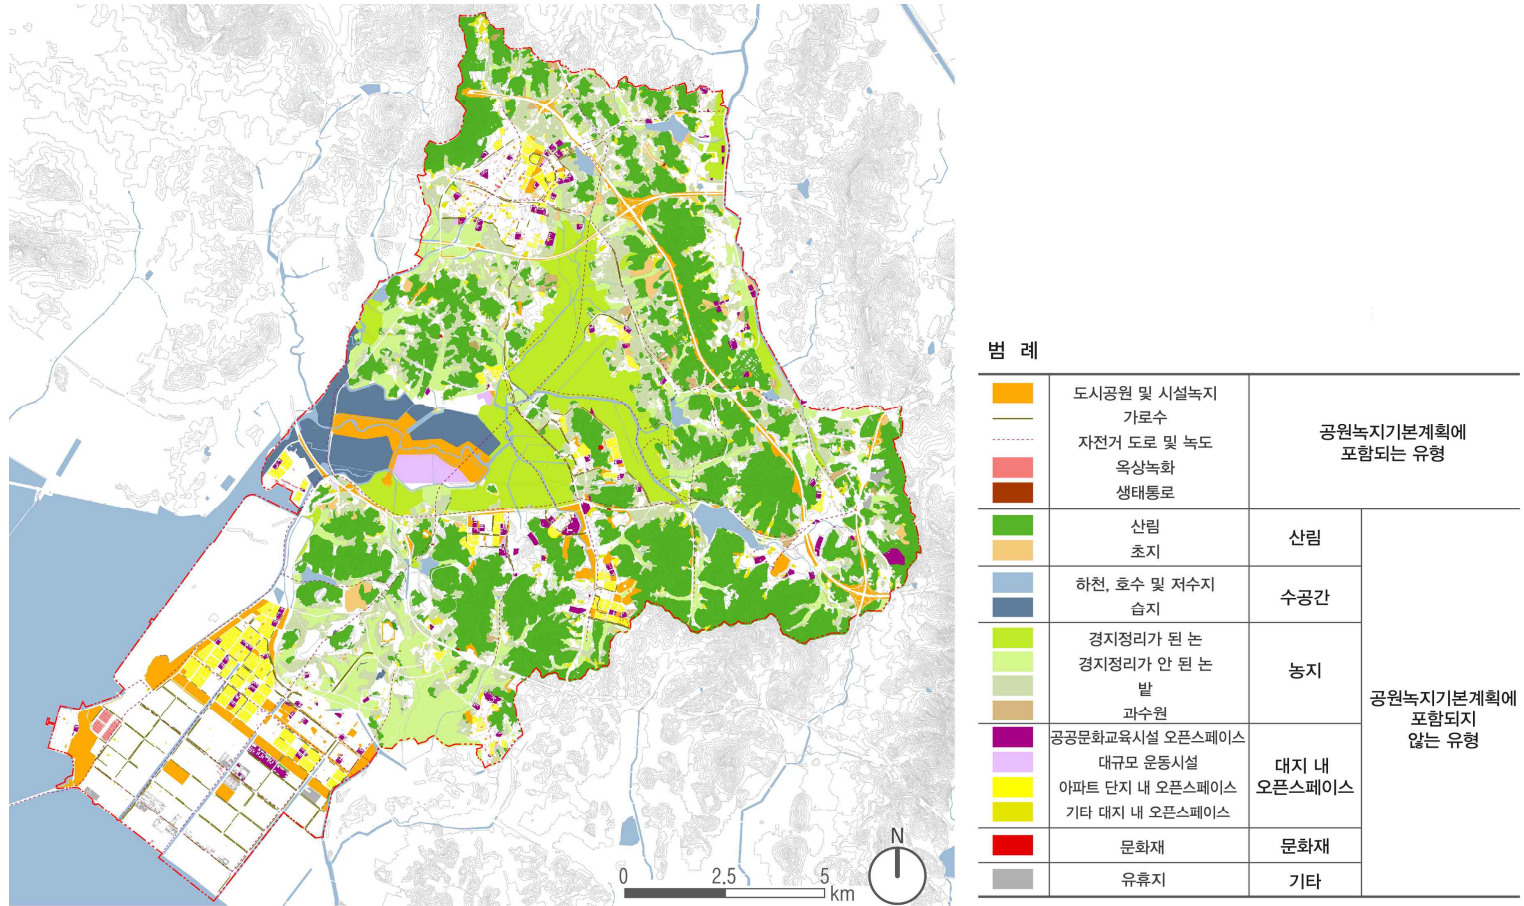 N
0
2.5
5
km
범 례
도시공원 및 시설녹지
가로수
자전거 도로 및 녹도
옥상녹화
생태통로
공원녹지기본계획에
포함되는 유형
산림
초지
산림
하천, 호수 및 저수지
습지
수공간
경지정리가 된 논
경지정리가 안 된 논
밭
과수원
농지
공원녹지기본계획에
포함되지
않는 유형
공공문화교육시설 오픈스페이스
대규모 운동시설
아파트 단지 내 오픈스페이스
기타 대지 내 오픈스페이스
대지 내
오픈스페이스
문화재
문화재
유휴지
기타